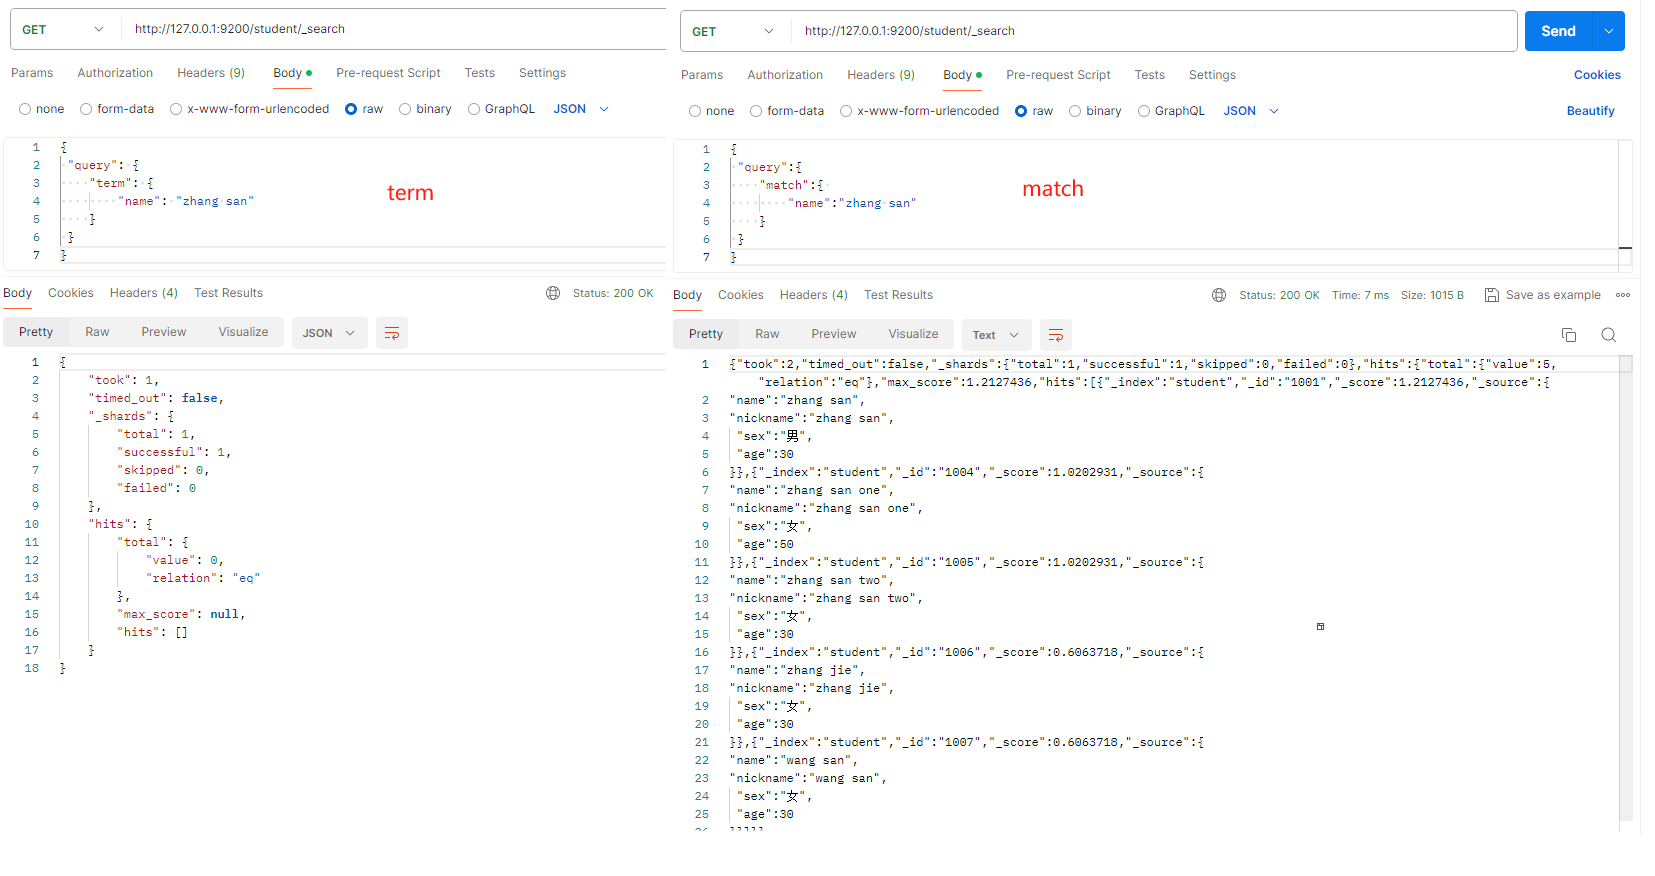 GET http://127.0.0.1:9200/student/_search
Params Authorization Headers (9) Body Pre-request Script Tests Settings
none form-data x-www-form-urlencoded raw binary GraphQL JSON
1 {
2 "query": {
3 "term": {
4 "name": "zhang san"
5 }
6 }
7 }
term
Body Cookies Headers (4) Test Results Status: 200 OK
Pretty Raw Preview Visualize JSON
1 {
2 "took": 1,
3 "timed_out": false,
4 "_shards": {
5 "total": 1,
6 "successful": 1,
7 "skipped": 0,
8 "failed": 0
9 },
10 "hits": {
11 "total": {
12 "value": 0,
13 "relation": "eq"
14 },
15 "max_score": null,
16 "hits": []
17 }
18 }
GET http://127.0.0.1:9200/student/_search Send
Params Authorization Headers (9) Body Pre-request Script Tests Settings Cookies
none form-data x-www-form-urlencoded raw binary GraphQL JSON Beautify
1 {
2 "query":{
3 "match":{
4 "name":"zhang san"
5 }
6 }
7 }
match
Body Cookies Headers (4) Test Results Status: 200 OK Time: 7 ms Size: 1015 B Save as example
Pretty Raw Preview Visualize Text
1 {"took":2,"timed_out":false,"_shards":{"total":1,"successful":1,"skipped":0,"failed":0},"hits":{"total":{"value":5,
"relation":"eq"},"max_score":1.2127436,"hits":[{"_index":"student","_id":"1001","_score":1.2127436,"_source":{
2 "name":"zhang san",
3 "nickname":"zhang san",
4 "sex":"男",
5 "age":30
6 }},{"_index":"student","_id":"1004","_score":1.0202931,"_source":{
7 "name":"zhang san one",
8 "nickname":"zhang san one",
9 "sex":"女",
10 "age":50
11 }},{"_index":"student","_id":"1005","_score":1.0202931,"_source":{
12 "name":"zhang san two",
13 "nickname":"zhang san two",
14 "sex":"女",
15 "age":30
16 }},{"_index":"student","_id":"1006","_score":0.6063718,"_source":{
17 "name":"zhang jie",
18 "nickname":"zhang jie",
19 "sex":"女",
20 "age":30
21 }},{"_index":"student","_id":"1007","_score":0.6063718,"_source":{
22 "name":"wang san",
23 "nickname":"wang san",
24 "sex":"女",
25 "age":30